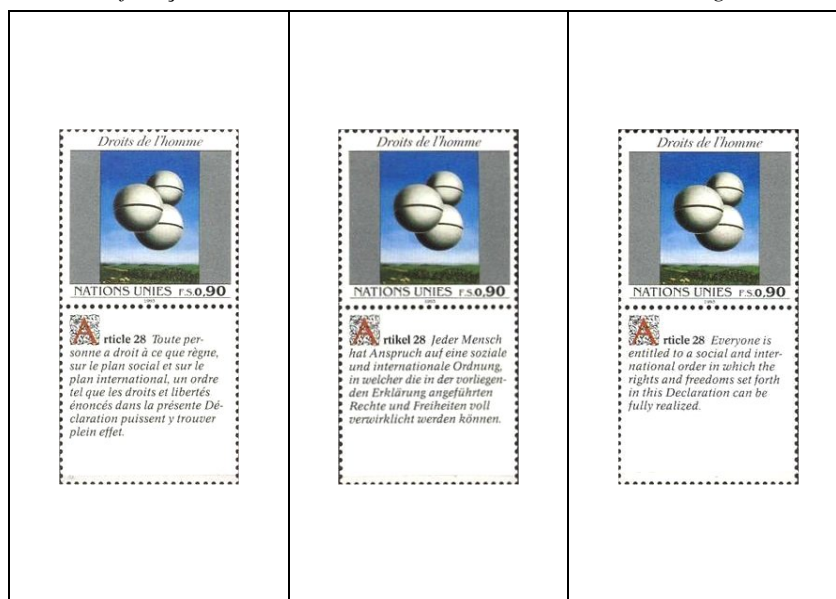 Droits de l'homme
NATIONS UNIES F.S.0,90
1993
Article 28 Toute per-
sonne a droit à ce que règne,
sur le plan social et sur le
plan international, un ordre
tel que les droits et libertés
énoncés dans la présente Dé-
claration puissent y trouver
plein effet.
Droits de l'homme
NATIONS UNIES F.S.0,90
1993
Artikel 28 Jeder Mensch
hat Anspruch auf eine soziale
und internationale Ordnung,
in welcher die in der vorliegen-
den Erklärung angeführten
Rechte und Freiheiten voll
verwirklicht werden können.
Droits de l'homme
NATIONS UNIES F.S.0,90
1993
Article 28 Everyone is
entitled to a social and inter-
national order in which the
rights and freedoms set forth
in this Declaration can be
fully realized.